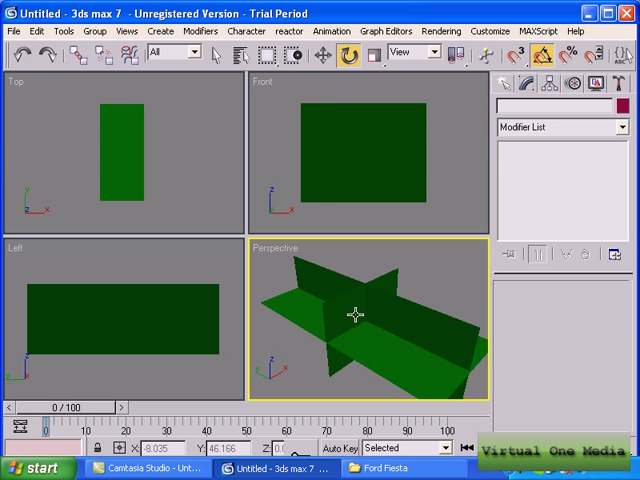 Untitled - 3ds max 7 - Unregistered Version - Trial Period
File Edit Tools Group Views Create Modifiers Character reactor Animation Graph Editors Rendering Customize MAXScript Help
All View 3 % ABC
Top Front
y z x x
Modifier List
Left Perspective
z y x z x
0 / 100
0 10 20 30 40 50 60 70 80 90 100
X: -8.035 Y: 46.166 Z: Auto Key Selected
Virtual One Media
start Camtasia Studio - Unt... Untitled - 3ds max 7 ... Ford Fiesta